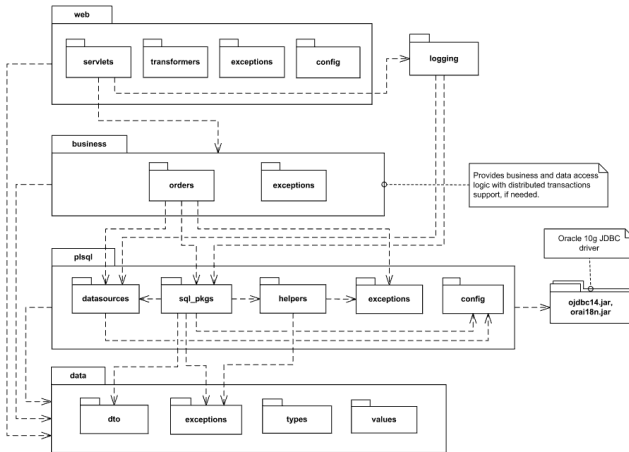 web
servlets
transformers
exceptions
config
logging
business
orders
exceptions
Provides business and data access
logic with distributed transactions
support, if needed.
Oracle 10g JDBC
driver
plsql
datasources
sql_pkgs
helpers
exceptions
config
ojdbc14.jar,
orai18n.jar
data
dto
exceptions
types
values